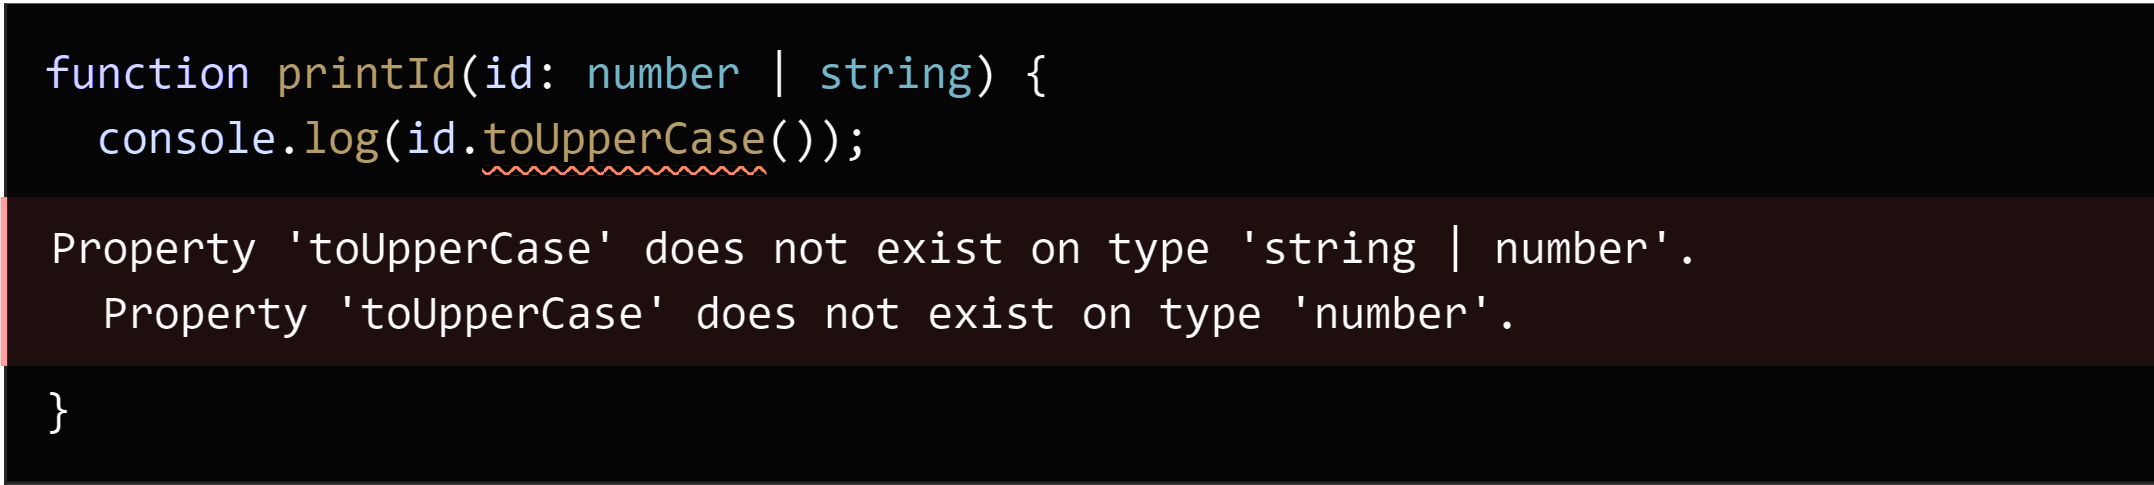 function printId(id: number | string) {
  console.log(id.toUpperCase());
Property 'toUpperCase' does not exist on type 'string | number'.
  Property 'toUpperCase' does not exist on type 'number'.
}